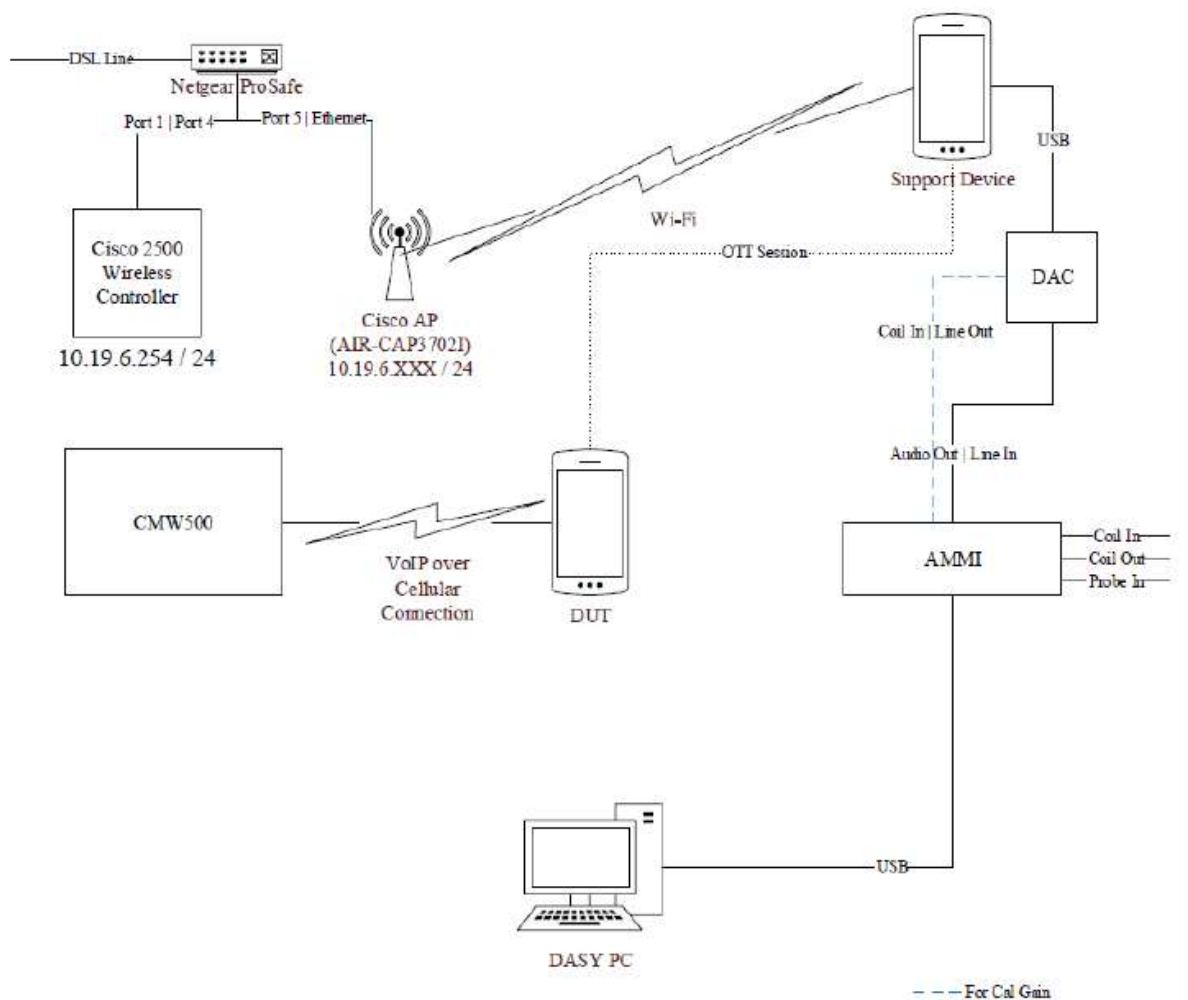 DSL Line
Netgear ProSafe
Port 1 | Port 4
Port 5 | Ethernet
Cisco 2500
Wireless
Controller
10.19.6.254 / 24
Cisco AP
(AIR-CAP3702I)
10.19.6.XXX / 24
Wi-Fi
Support Device
USB
OTT Session
DAC
Coil In | Line Out
Audio Out | Line In
CMW500
VoIP over
Cellular
Connection
DUT
AMMI
Coil In
Coil Out
Probe In
USB
DASY PC
For Cal Gain